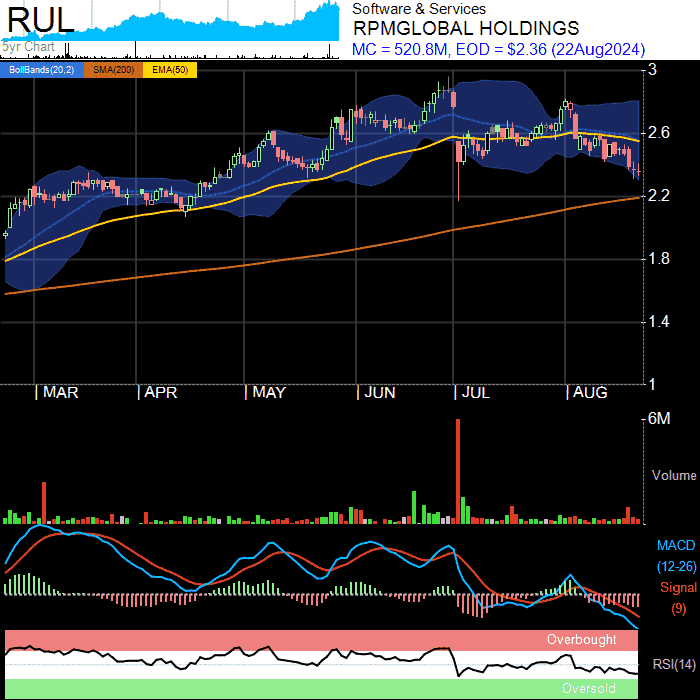 RUL
5yr Chart
Software & Services
RPMGLOBAL HOLDINGS
MC = 520.8M, EOD = $2.36 (22Aug2024)
BollBands(20,2) SMA(200) EMA(50)
3
2.6
2.2
1.8
1.4
1
| MAR | APR | MAY | JUN | JUL | AUG
6M
Volume
MACD
(12-26)
Signal
(9)
Overbought
RSI(14)
Oversold